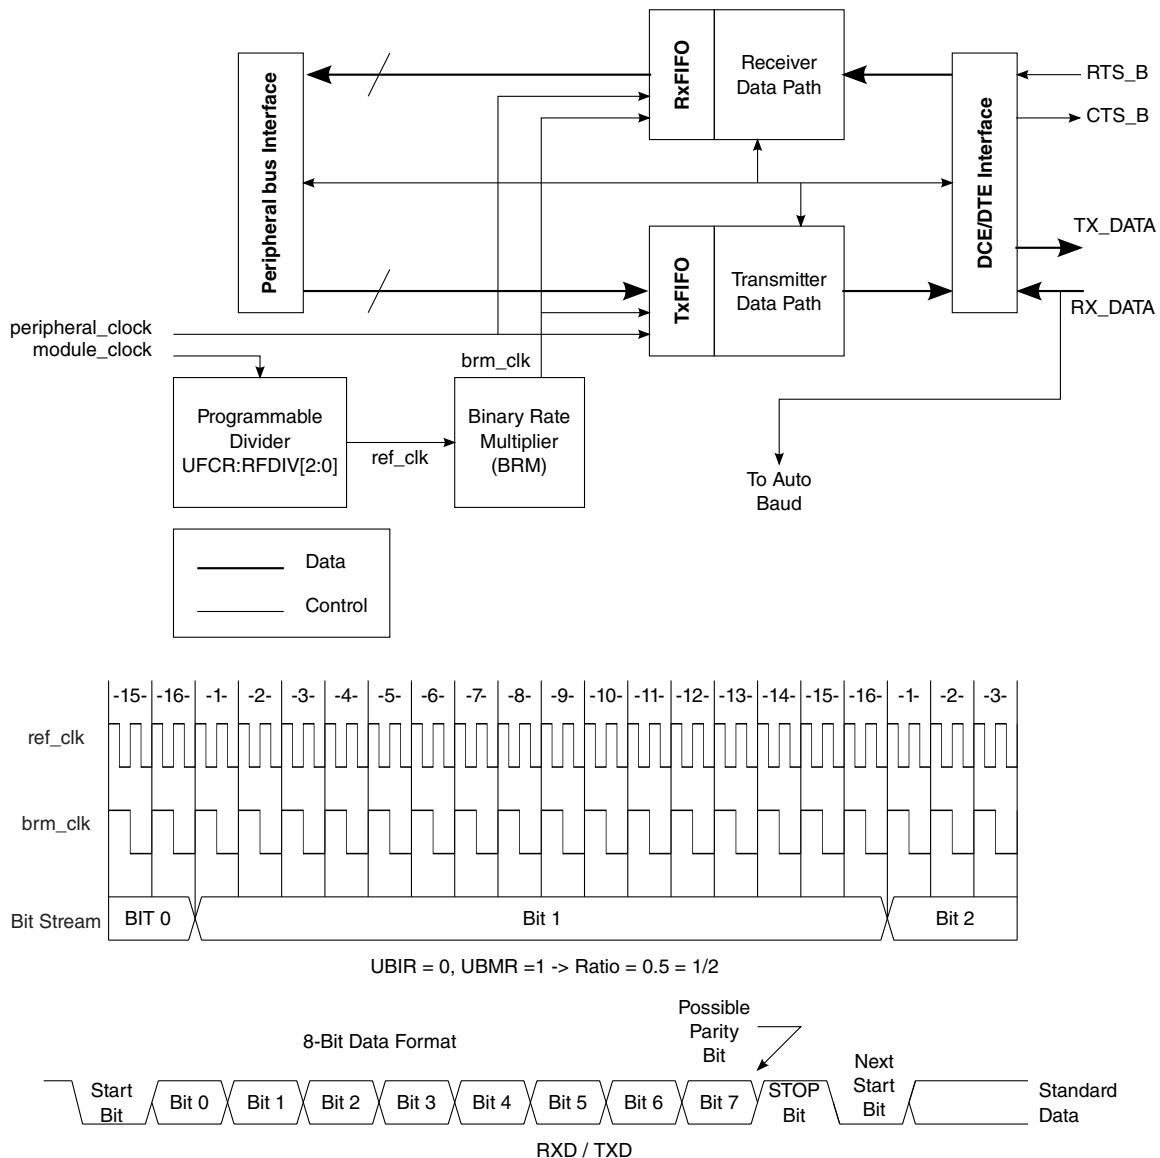 RxFIFO
Receiver
Data Path
Peripheral bus Interface
DCE/DTE Interface
RTS_B
CTS_B
TxFIFO
Transmitter
Data Path
TX_DATA
RX_DATA
peripheral_clock
module_clock
brm_clk
Programmable
Divider
UFCR:RFDIV[2:0]
ref_clk
Binary Rate
Multiplier
(BRM)
To Auto
Baud
Data
Control
-15- -16- -1- -2- -3- -4- -5- -6- -7- -8- -9- -10- -11- -12- -13- -14- -15- -16- -1- -2- -3-
ref_clk
brm_clk
Bit Stream BIT 0 Bit 1 Bit 2
UBIR = 0, UBMR =1 -> Ratio = 0.5 = 1/2
8-Bit Data Format
Possible
Parity
Bit
Start
Bit
Bit 0 Bit 1 Bit 2 Bit 3 Bit 4 Bit 5 Bit 6 Bit 7
STOP
Bit
Next
Start
Bit
Standard
Data
RXD / TXD